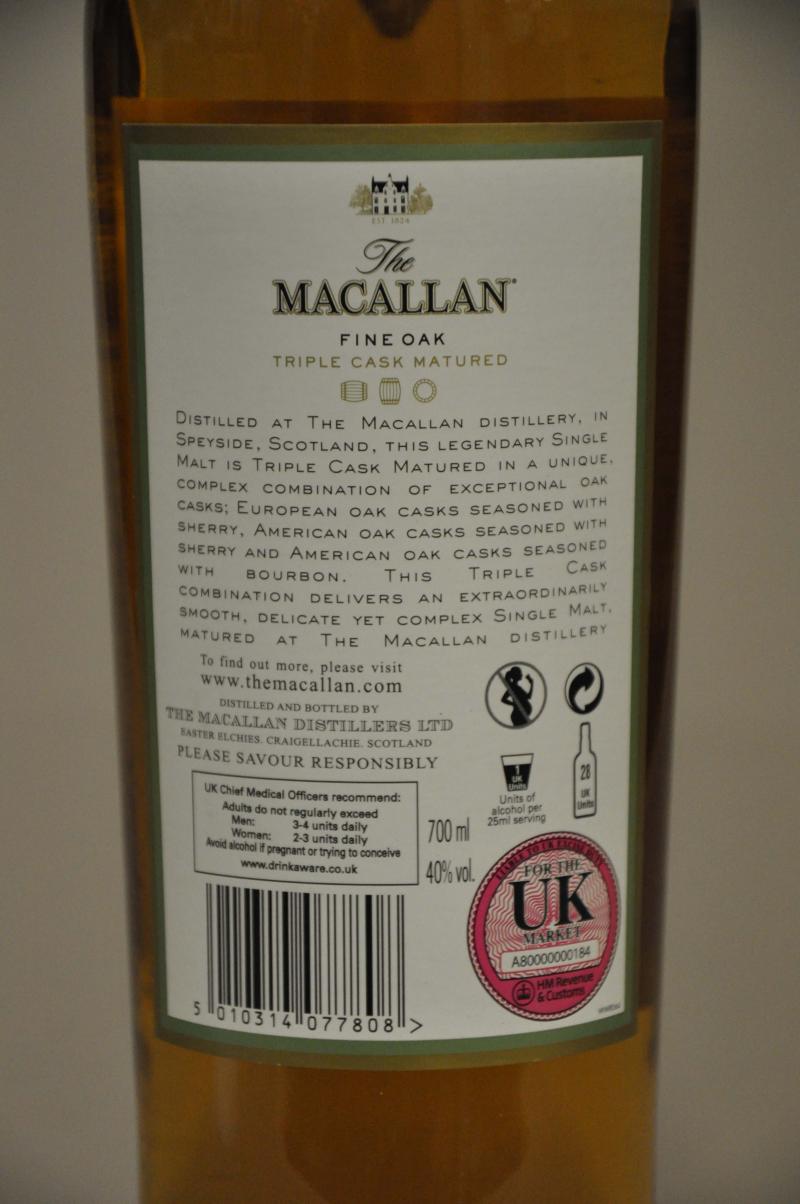 EST. 1824
The
MACALLAN®
FINE OAK
TRIPLE CASK MATURED
DISTILLED AT THE MACALLAN DISTILLERY, IN
SPEYSIDE, SCOTLAND, THIS LEGENDARY SINGLE
MALT IS TRIPLE CASK MATURED IN A UNIQUE,
COMPLEX COMBINATION OF EXCEPTIONAL OAK
CASKS; EUROPEAN OAK CASKS SEASONED WITH
SHERRY, AMERICAN OAK CASKS SEASONED WITH
SHERRY AND AMERICAN OAK CASKS SEASONED
WITH BOURBON. THIS TRIPLE CASK
COMBINATION DELIVERS AN EXTRAORDINARILY
SMOOTH, DELICATE YET COMPLEX SINGLE MALT,
MATURED AT THE MACALLAN DISTILLERY
To find out more, please visit
www.themacallan.com
DISTILLED AND BOTTLED BY
THE MACALLAN DISTILLERS LTD
EASTER ELCHIES. CRAIGELLACHIE. SCOTLAND
PLEASE SAVOUR RESPONSIBLY
UK Chief Medical Officers recommend:
Adults do not regularly exceed
Men: 3-4 units daily
Women: 2-3 units daily
Avoid alcohol if pregnant or trying to conceive
www.drinkaware.co.uk
1
UK
Units
Units of
alcohol per
25ml serving
28
UK
Units
700 ml
40% vol.
LIABLE TO UK EXCISE DUTY
FOR THE
UK
MARKET
A80000000184
HM Revenue
& Customs
5 010314 077808 >